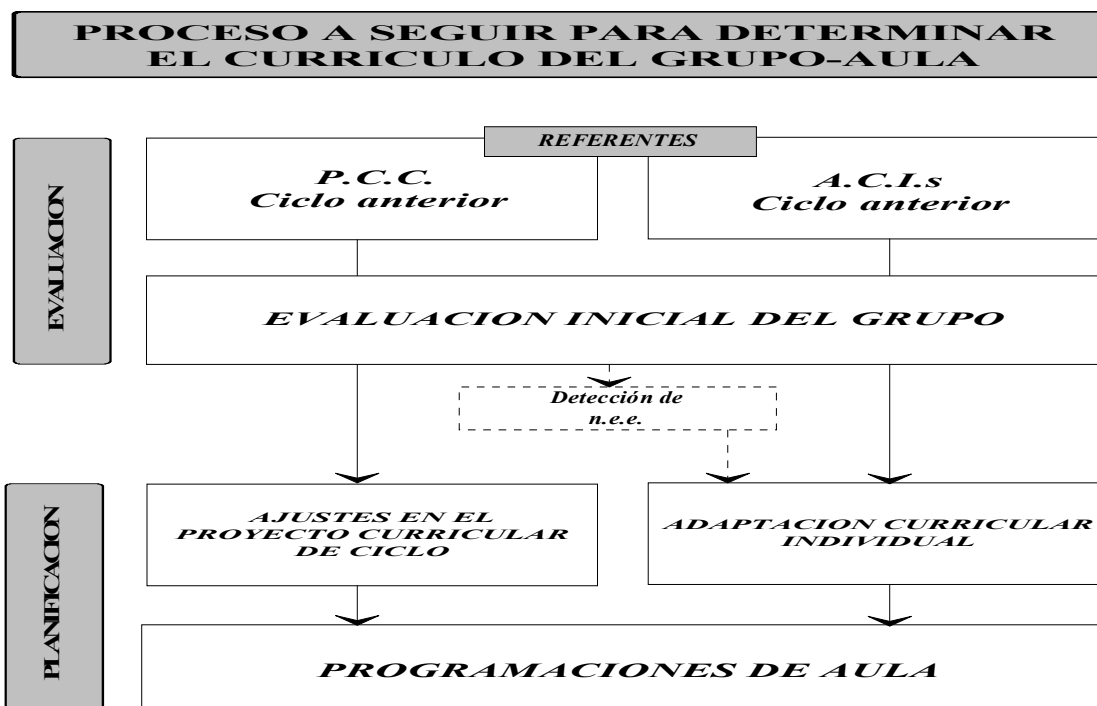 PROCESO A SEGUIR PARA DETERMINAR
EL CURRICULO DEL GRUPO-AULA
EVALUACION
REFERENTES
P.C.C.
Ciclo anterior
A.C.I.s
Ciclo anterior
EVALUACION INICIAL DEL GRUPO
Detección de
n.e.e.
PLANIFICACION
AJUSTES EN EL
PROYECTO CURRICULAR
DE CICLO
ADAPTACION CURRICULAR
INDIVIDUAL
PROGRAMACIONES DE AULA